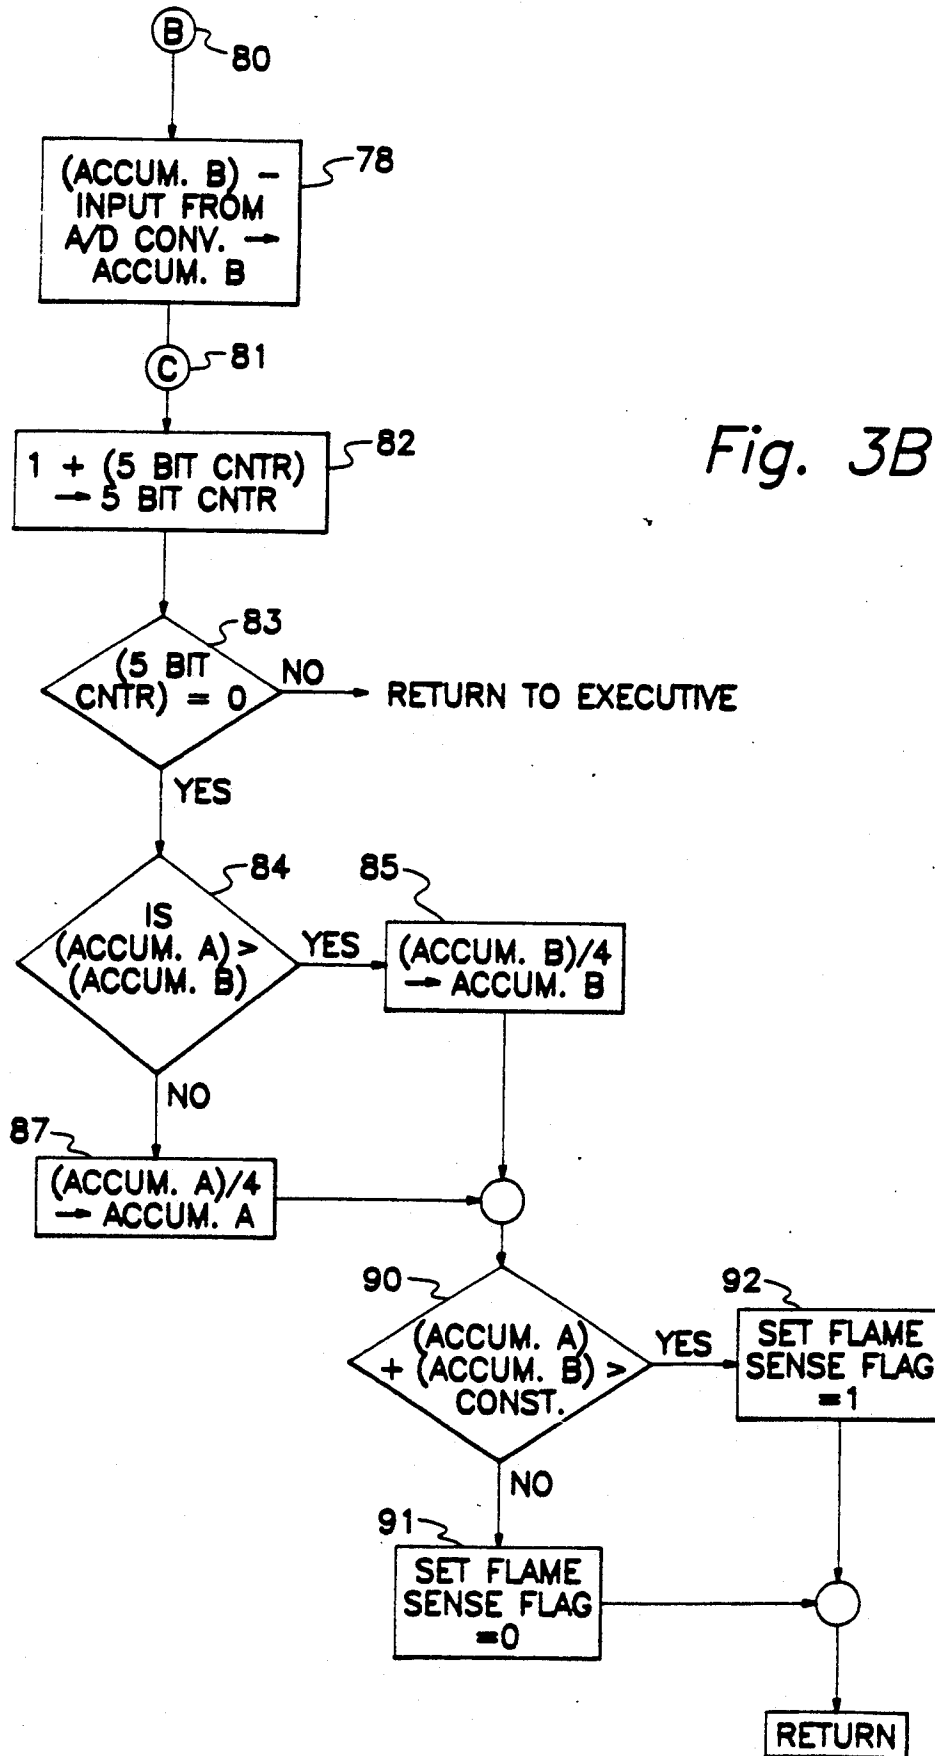 B
80
(ACCUM. B) -
INPUT FROM
A/D CONV. →
ACCUM. B
78
C
81
1 + (5 BIT CNTR)
→ 5 BIT CNTR
82
Fig. 3B
(5 BIT
CNTR) = 0
83
NO
RETURN TO EXECUTIVE
YES
IS
(ACCUM. A) >
(ACCUM. B)
84
YES
85
(ACCUM. B)/4
→ ACCUM. B
NO
87
(ACCUM. A)/4
→ ACCUM. A
90
(ACCUM. A)
+ (ACCUM. B) >
CONST.
YES
92
SET FLAME
SENSE FLAG
=1
NO
91
SET FLAME
SENSE FLAG
=0
RETURN